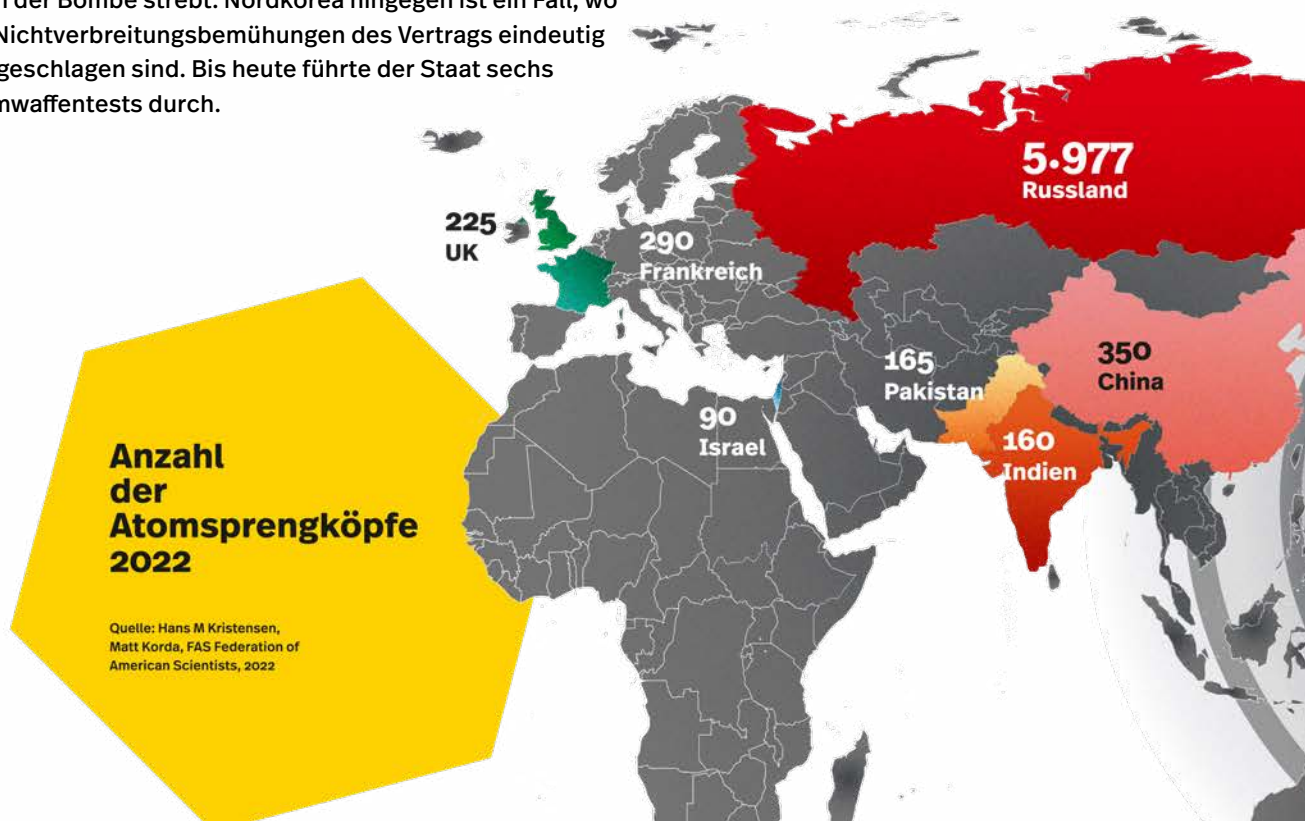 der Bombe strebt. Nordkorea hingegen ist ein Fall, wo
Nichtverbreitungsbemühungen des Vertrags eindeutig
geschlagen sind. Bis heute führte der Staat sechs
mwaffentests durch.
5.977
Russland
225
UK
290
Frankreich
165
Pakistan
350
China
90
Israel
160
Indien
Anzahl
der
Atomsprengköpfe
2022
Quelle: Hans M Kristensen,
Matt Korda, FAS Federation of
American Scientists, 2022